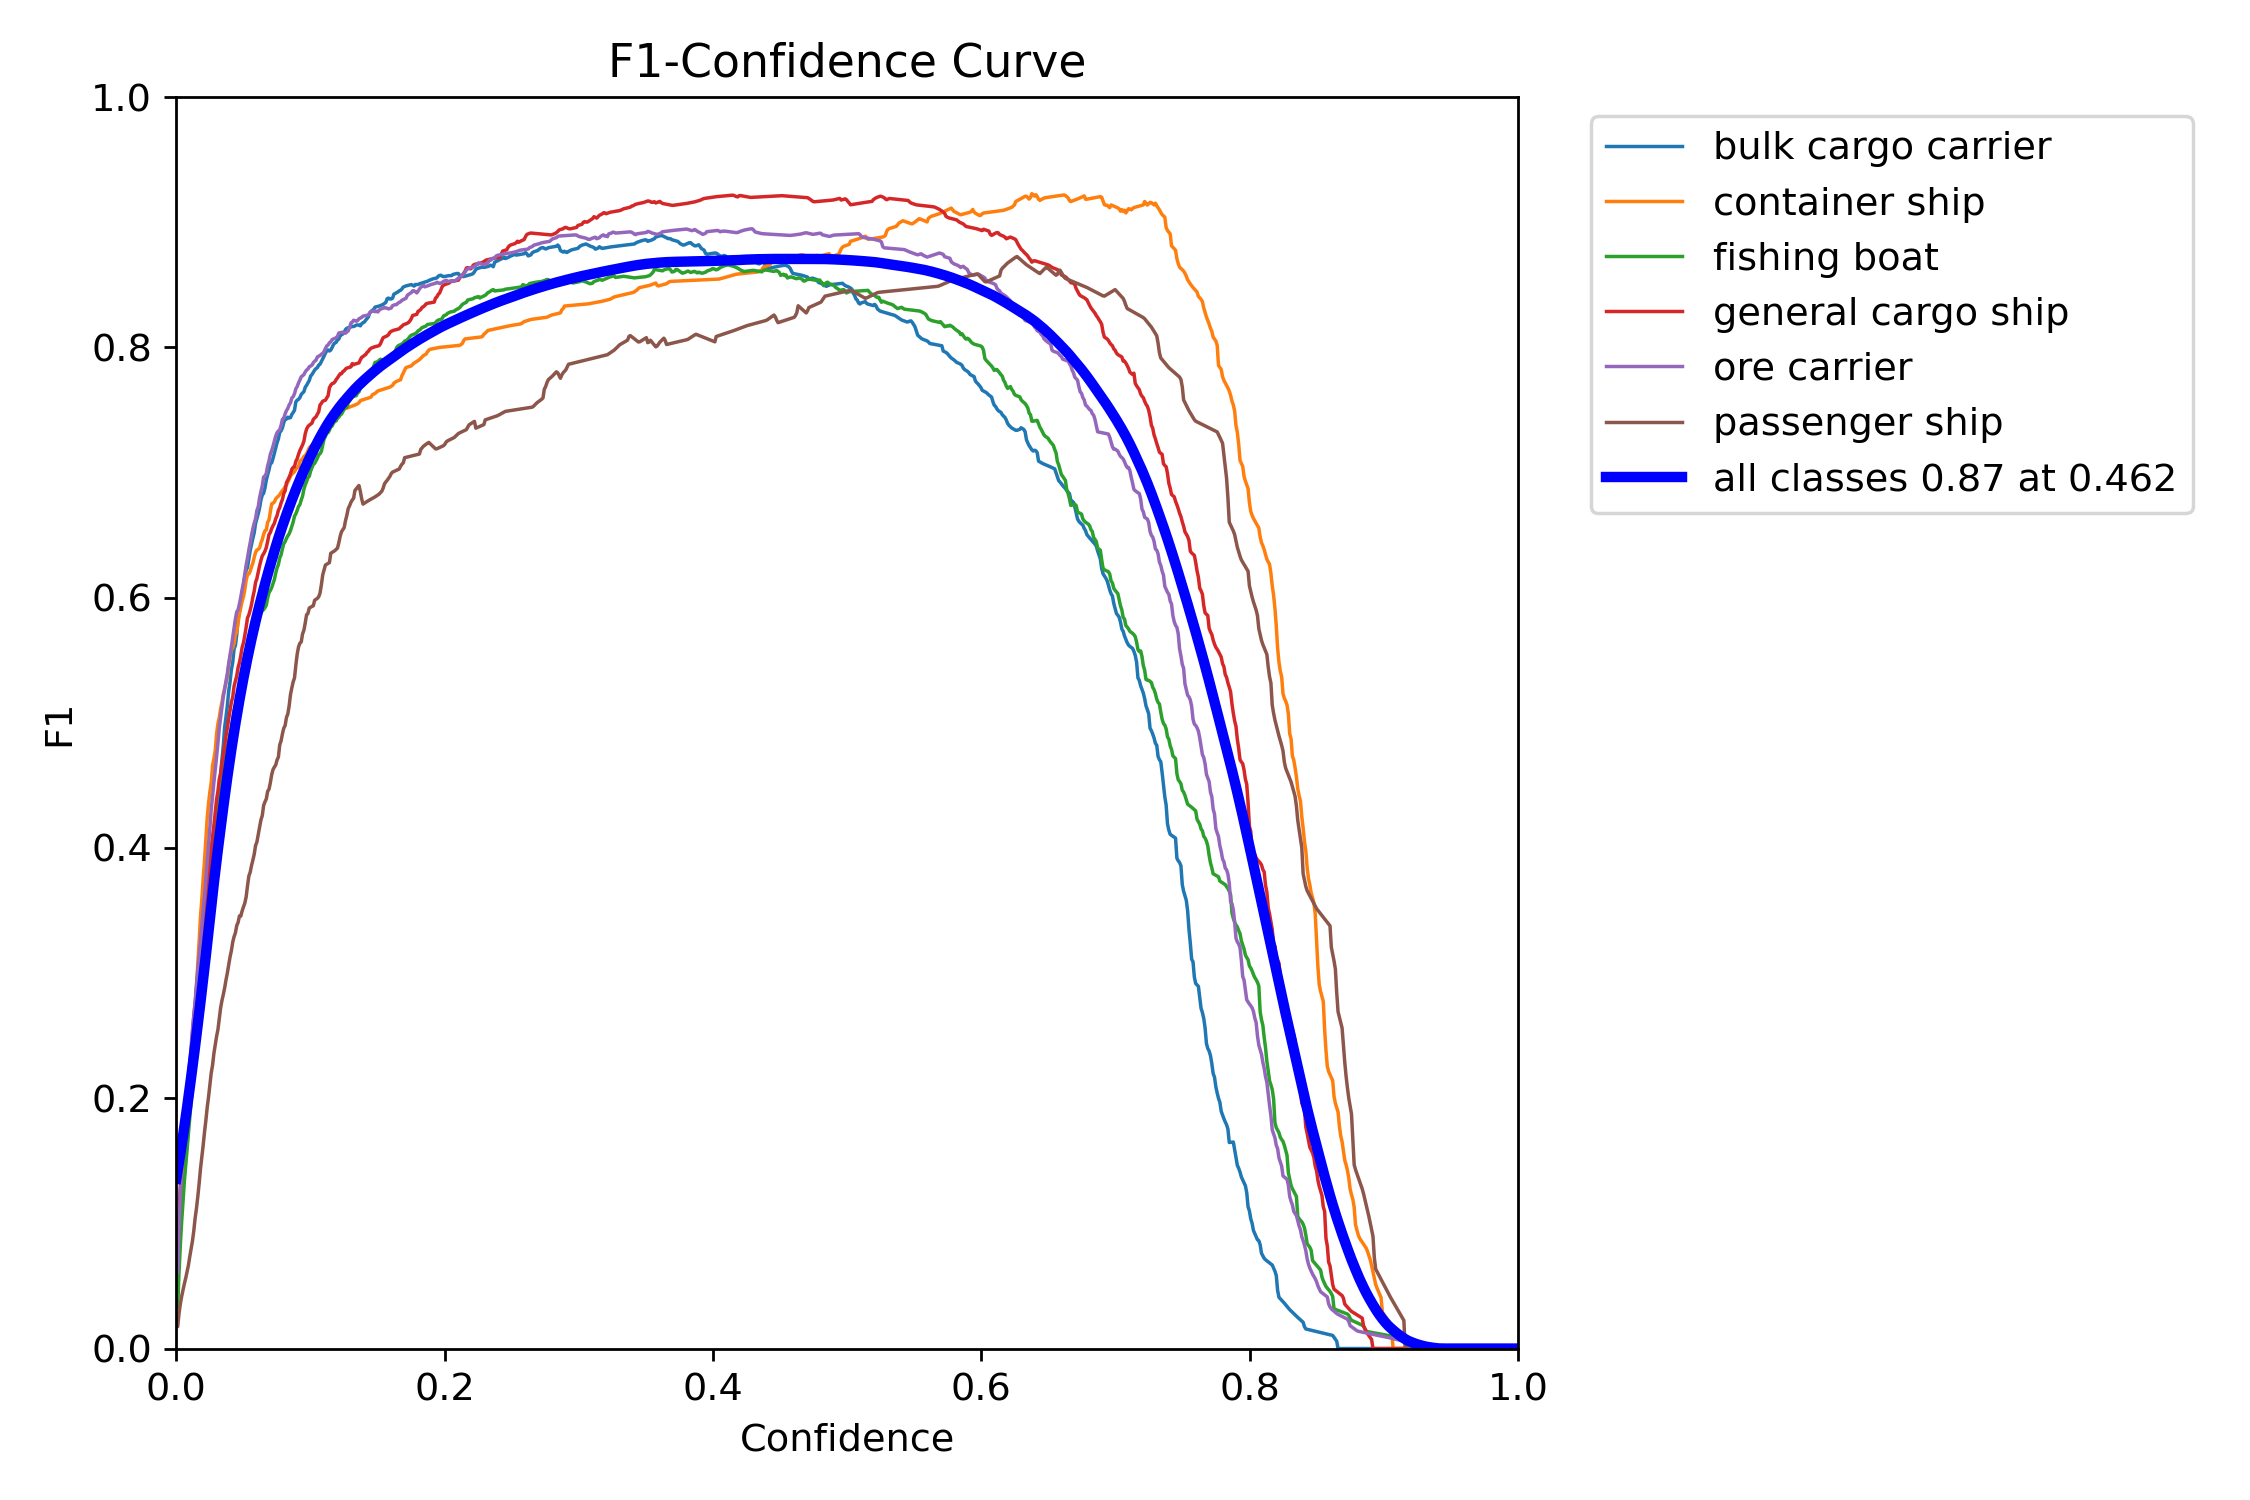 F1-Confidence Curve
1.0
0.8
0.6
0.4
0.2
0.0
F1
0.0 0.2 0.4 0.6 0.8 1.0
Confidence
bulk cargo carrier
container ship
fishing boat
general cargo ship
ore carrier
passenger ship
all classes 0.87 at 0.462